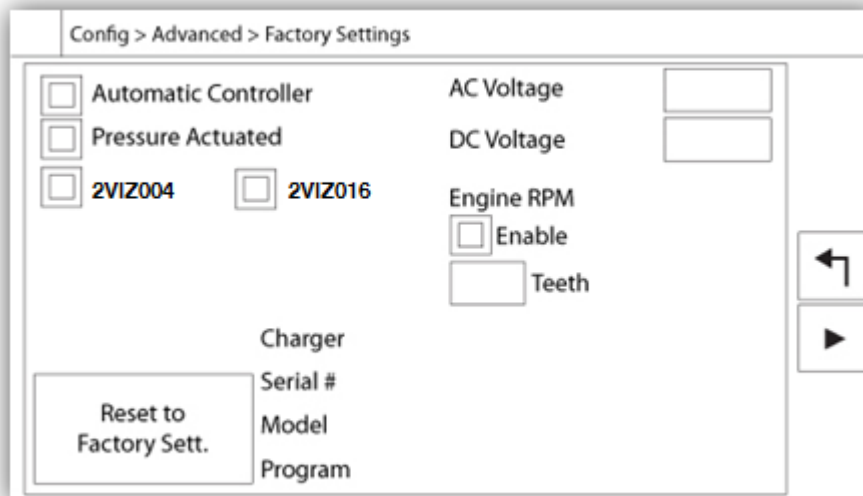 Config > Advanced > Factory Settings
Automatic Controller
Pressure Actuated
2VIZ004 2VIZ016
AC Voltage
DC Voltage
Engine RPM
Enable
Teeth
Charger
Serial #
Model
Program
Reset to
Factory Sett.